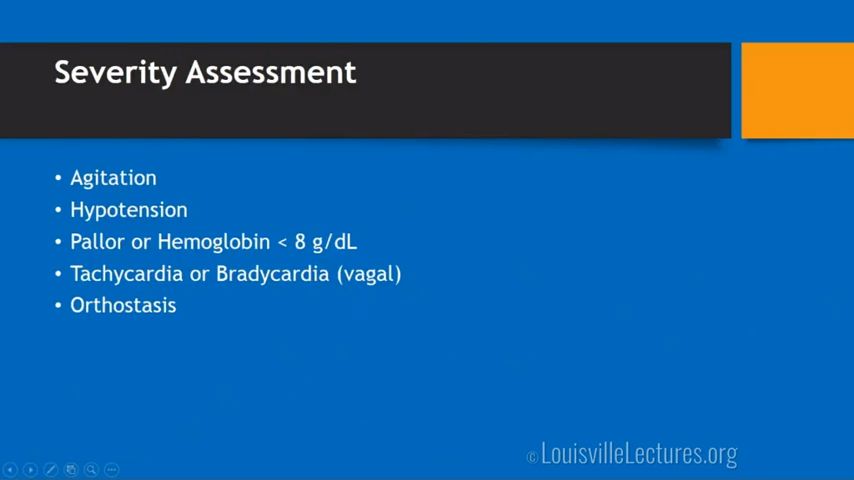 Severity Assessment
• Agitation
• Hypotension
• Pallor or Hemoglobin < 8 g/dL
• Tachycardia or Bradycardia (vagal)
• Orthostasis
© LouisvilleLectures.org